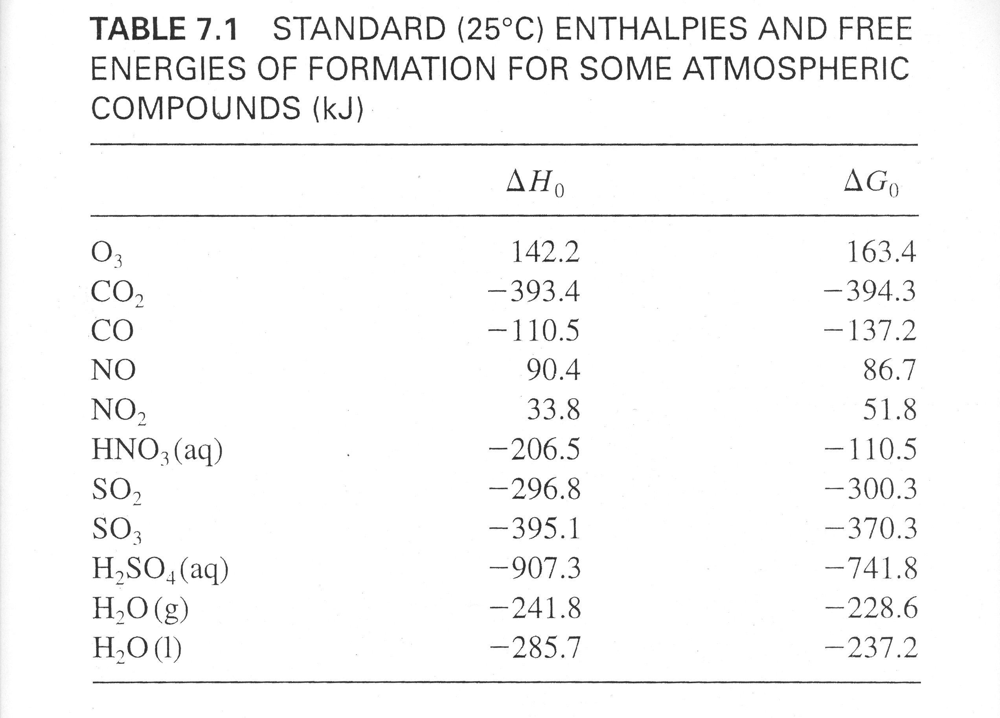 TABLE 7.1 STANDARD (25°C) ENTHALPIES AND FREE
ENERGIES OF FORMATION FOR SOME ATMOSPHERIC
COMPOUNDS (kJ)
ΔH₀ ΔG₀
O₃ 142.2 163.4
CO₂ −393.4 −394.3
CO −110.5 −137.2
NO 90.4 86.7
NO₂ 33.8 51.8
HNO₃(aq) −206.5 −110.5
SO₂ −296.8 −300.3
SO₃ −395.1 −370.3
H₂SO₄(aq) −907.3 −741.8
H₂O(g) −241.8 −228.6
H₂O(l) −285.7 −237.2